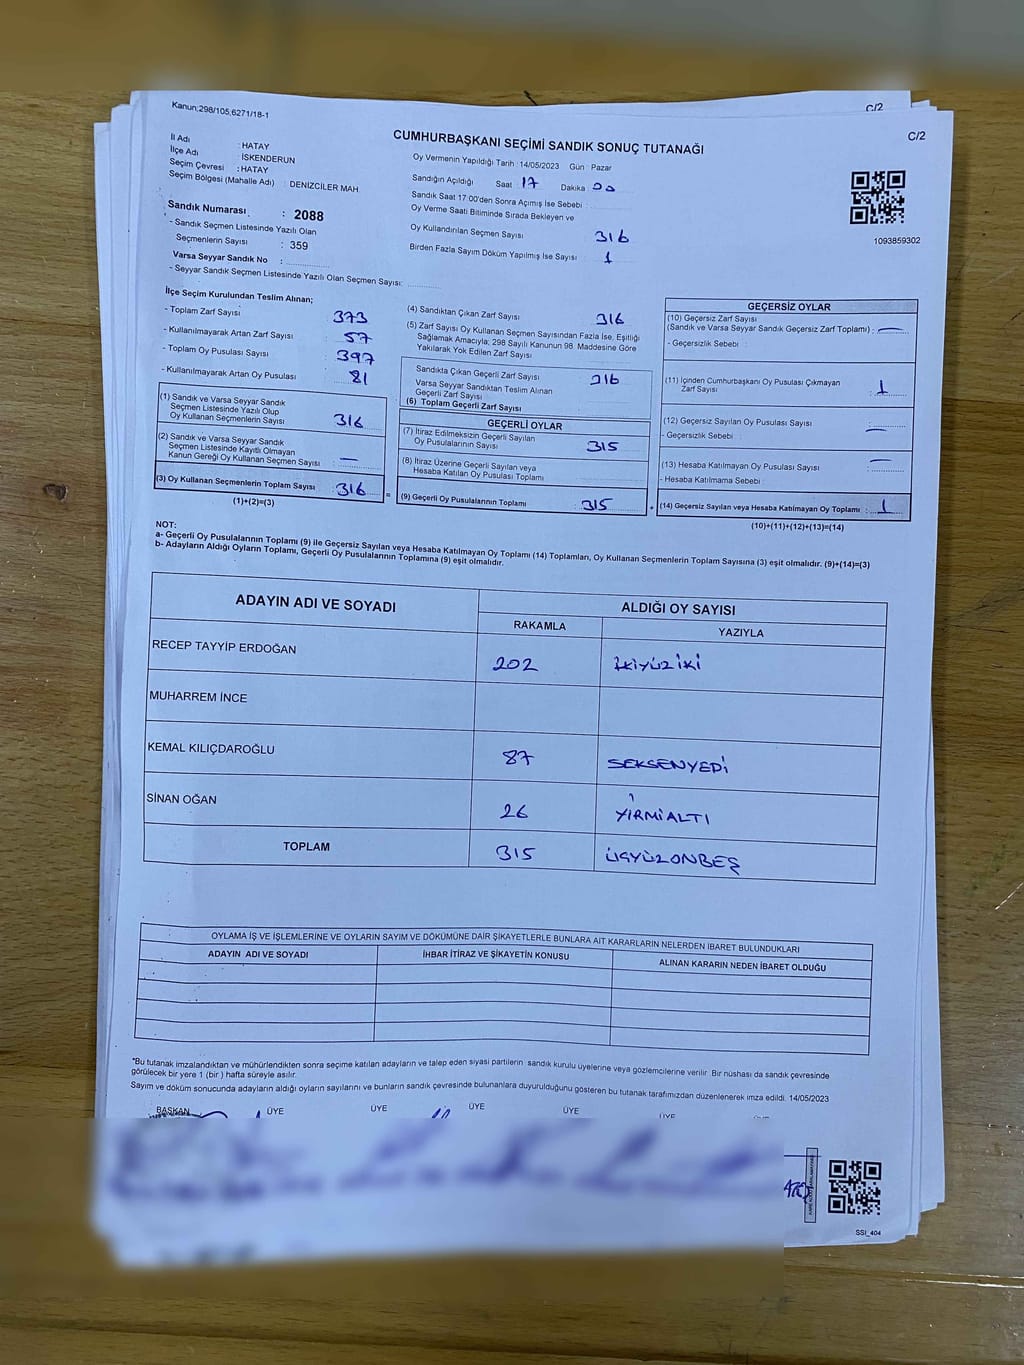 Kanun;298/105,6271/18-1
C/2
C/2
CUMHURBAŞKANI SEÇİMİ SANDIK SONUÇ TUTANAĞI
İl Adı : HATAY
İlçe Adı İSKENDERUN
Seçim Çevresi : HATAY
Seçim Bölgesi (Mahalle Adı) : DENİZCİLER MAH.
Sandık Numarası : 2088
- Sandık Seçmen Listesinde Yazılı Olan
Seçmenlerin Sayısı : 359
Varsa Seyyar Sandık No :
- Seyyar Sandık Seçmen Listesinde Yazılı Olan Seçmen Sayısı:
Oy Vermenin Yapıldığı Tarih : 14/05/2023 Gün : Pazar
Sandığın Açıldığı Saat 17 Dakika 00
Sandık Saat 17:00'den Sonra Açımış İse Sebebi :
Oy Verme Saati Bitiminde Sırada Bekleyen ve
Oy Kullandırılan Seçmen Sayısı 316
Birden Fazla Sayım Döküm Yapılmış İse Sayısı 1
1093859302
İlçe Seçim Kurulundan Teslim Alınan;
- Toplam Zarf Sayısı 373
- Kullanılmayarak Artan Zarf Sayısı : 57
- Toplam Oy Pusulası Sayısı : 397
- Kullanılmayarak Artan Oy Pusulası : 81
(1) Sandık ve Varsa Seyyar Sandık
Seçmen Listesinde Yazılı Olup
Oy Kullanan Seçmenlerin Sayısı : 316
(2) Sandık ve Varsa Seyyar Sandık
Seçmen Listesinde Kayıtlı Olmayan
Kanun Gereği Oy Kullanan Seçmen Sayısı : —
(3) Oy Kullanan Seçmenlerin Toplam Sayısı : 316
(1)+(2)=(3)
=
(4) Sandıktan Çıkan Zarf Sayısı 316
(5) Zarf Sayısı Oy Kullanan Seçmen Sayısından Fazla İse, Eşitliği
Sağlamak Amacıyla; 298 Sayılı Kanunun 98. Maddesine Göre
Yakılarak Yok Edilen Zarf Sayısı
Sandıkta Çıkan Geçerli Zarf Sayısı 316
Varsa Seyyar Sandıktan Teslim Alınan
Geçerli Zarf Sayısı
(6) Toplam Geçerli Zarf Sayısı
GEÇERLİ OYLAR
(7) İtiraz Edilmeksizin Geçerli Sayılan
Oy Pusulalarının Sayısı : 315
(8) İtiraz Üzerine Geçerli Sayılan veya
Hesaba Katılan Oy Pusulası Toplamı
(9) Geçerli Oy Pusulalarının Toplamı : 315
+
GEÇERSİZ OYLAR
(10) Geçersiz Zarf Sayısı
(Sandık ve Varsa Seyyar Sandık Geçersiz Zarf Toplamı) : —
- Geçersizlik Sebebi :
(11) İçinden Cumhurbaşkanı Oy Pusulası Çıkmayan
Zarf Sayısı : 1
(12) Geçersiz Sayılan Oy Pusulası Sayısı : —
- Geçersizlik Sebebi :
(13) Hesaba Katılmayan Oy Pusulası Sayısı : —
- Hesaba Katılmama Sebebi :
(14) Geçersiz Sayılan veya Hesaba Katılmayan Oy Toplamı : 1
(10)+(11)+(12)+(13)=(14)
NOT:
a- Geçerli Oy Pusulalarının Toplamı (9) ile Geçersiz Sayılan veya Hesaba Katılmayan Oy Toplamı (14) Toplamları, Oy Kullanan Seçmenlerin Toplam Sayısına (3) eşit olmalıdır. (9)+(14)=(3)
b- Adayların Aldığı Oyların Toplamı, Geçerli Oy Pusulalarının Toplamına (9) eşit olmalıdır.
ADAYIN ADI VE SOYADI ALDIĞI OY SAYISI
RAKAMLA YAZIYLA
RECEP TAYYİP ERDOĞAN 202 İKİYÜZİKİ
MUHARREM İNCE
KEMAL KILIÇDAROĞLU 87 SEKSENYEDİ
SİNAN OĞAN 26 YİRMİALTI
TOPLAM 315 ÜÇYÜZONBEŞ
OYLAMA İŞ VE İŞLEMLERİNE VE OYLARIN SAYIM VE DÖKÜMÜNE DAİR ŞİKAYETLERLE BUNLARA AİT KARARLARIN NELERDEN İBARET BULUNDUKLARI
ADAYIN ADI VE SOYADI İHBAR İTİRAZ VE ŞİKAYETİN KONUSU ALINAN KARARIN NEDEN İBARET OLDUĞU
*Bu tutanak imzalandıktan ve mühürlendikten sonra seçime katılan adayların ve talep eden siyasi partilerin sandık kurulu üyelerine veya gözlemcilerine verilir. Bir nüshası da sandık çevresinde
görülecek bir yere 1 (bir ) hafta süreyle asılır.
Sayım ve döküm sonucunda adayların aldığı oyların sayılarını ve bunların sandık çevresinde bulunanlara duyurulduğunu gösteren bu tutanak tarafımızdan düzenlenerek imza edildi. 14/05/2023
BAŞKAN ÜYE ÜYE ÜYE ÜYE ÜYE
SSI_404